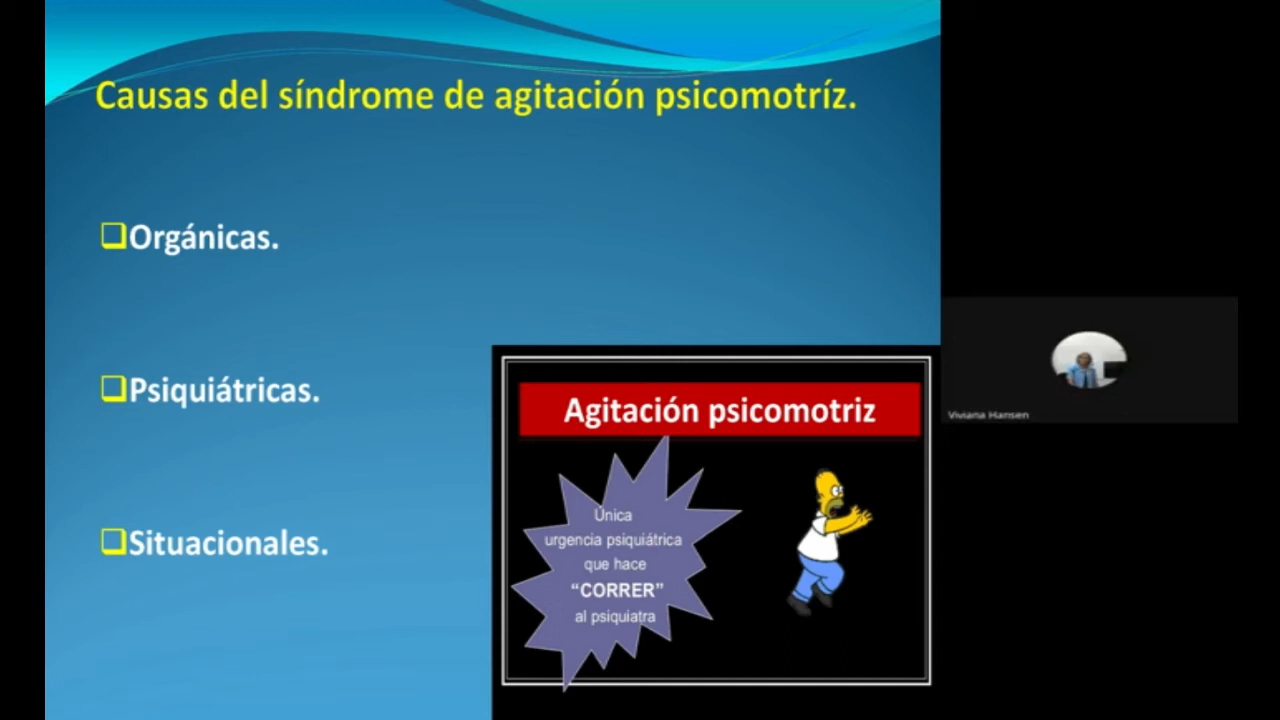 Causas del síndrome de agitación psicomotríz.
Orgánicas.
Psiquiátricas.
Situacionales.
Agitación psicomotriz
Única
urgencia psiquiátrica
que hace
“CORRER”
al psiquiatra
Viviana Hansen